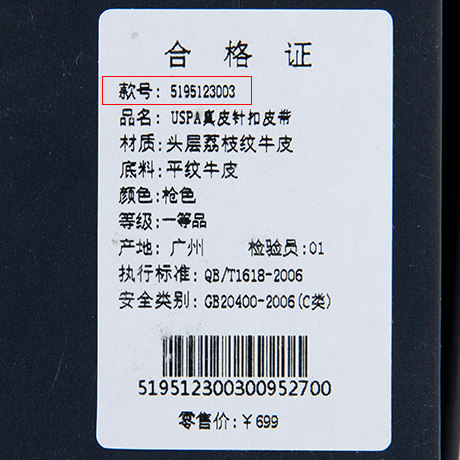 合格证
款号: 5195123003
品名: USPA真皮针扣皮带
材质:头层荔枝纹牛皮
底料:平纹牛皮
颜色:枪色
等级:一等品
产地: 广州 检验员:01
执行标准: QB/T1618-2006
安全类别: GB20400-2006(C类)
519512300300952700
零售价:￥699